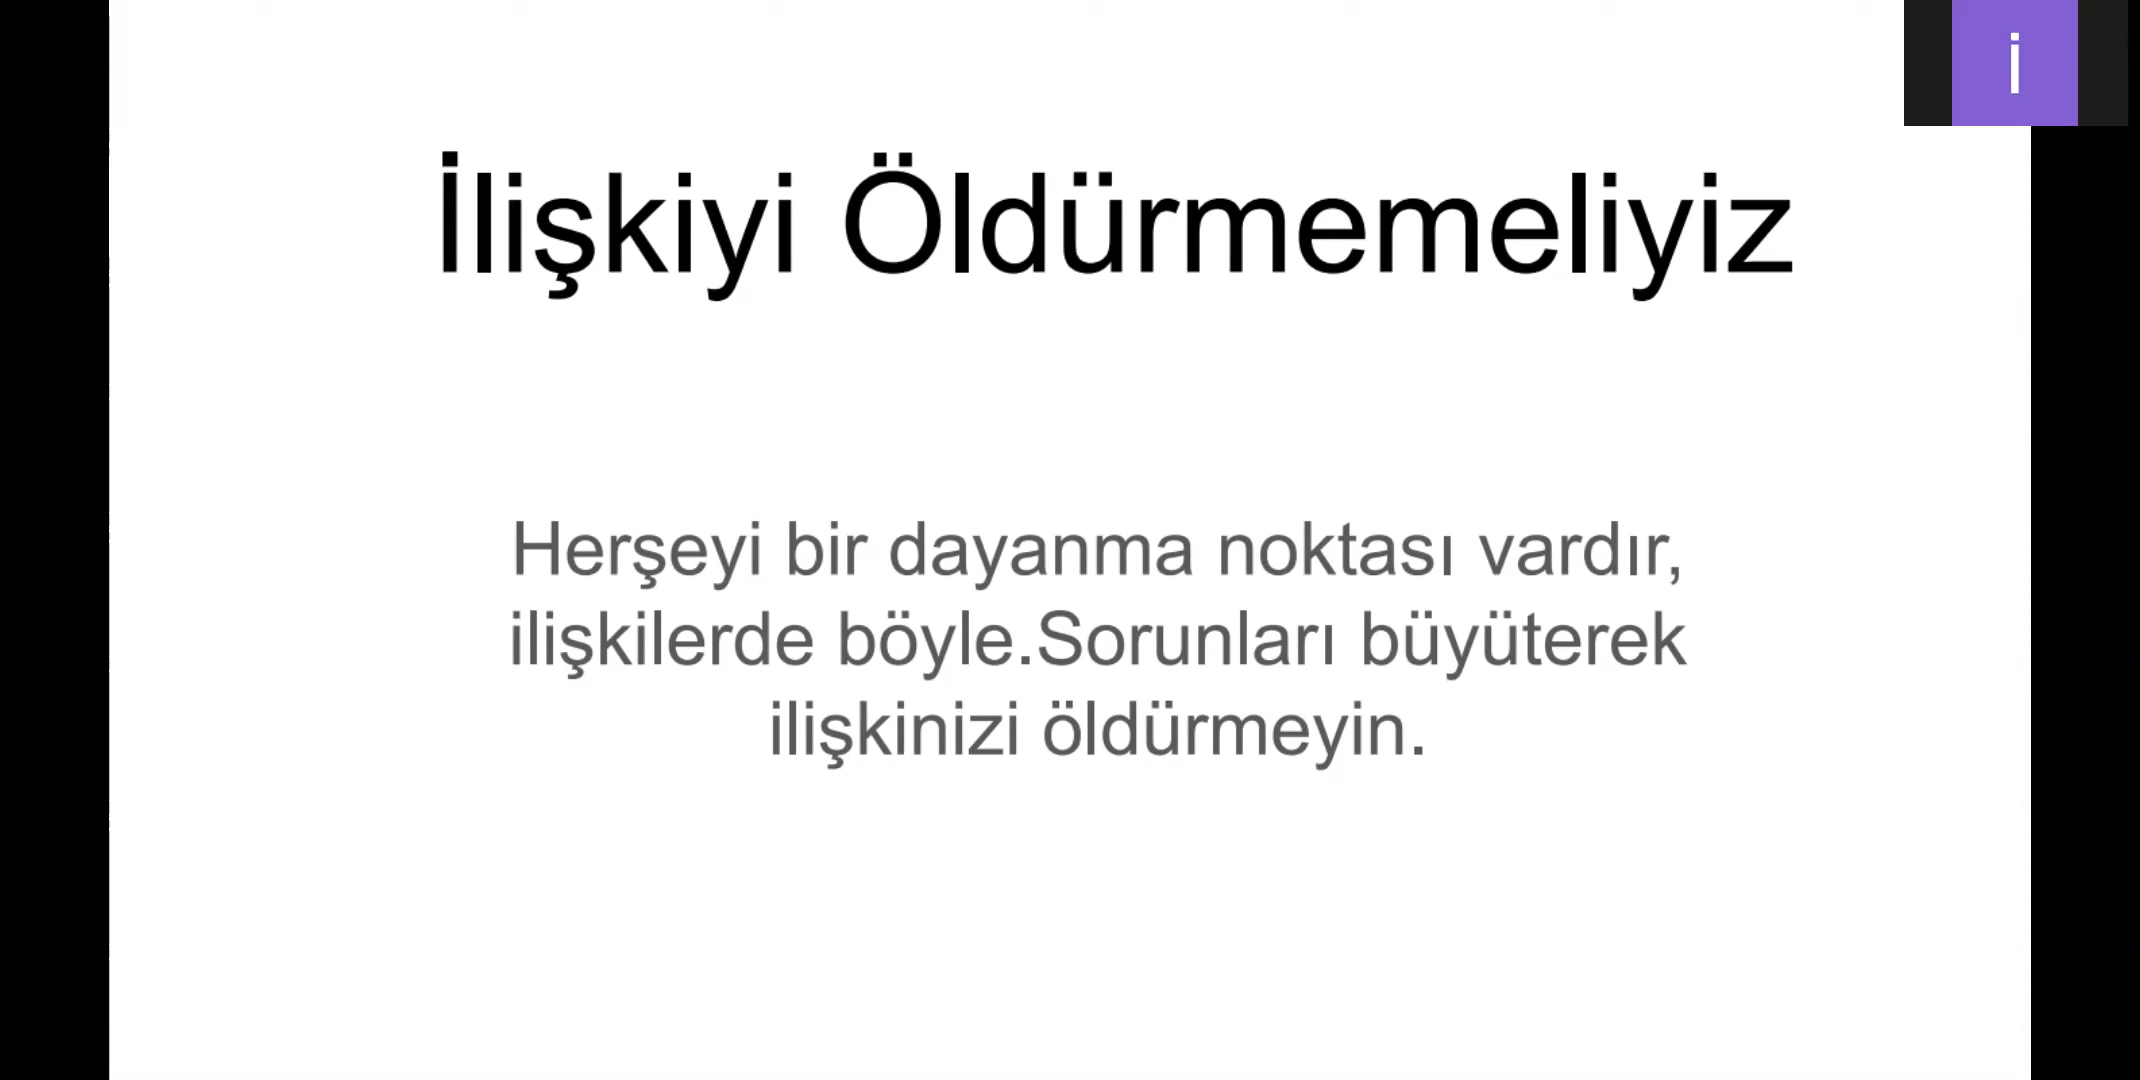 i
İlişkiyi Öldürmemeliyiz
Herşeyi bir dayanma noktası vardır,
ilişkilerde böyle.Sorunları büyüterek
ilişkinizi öldürmeyin.